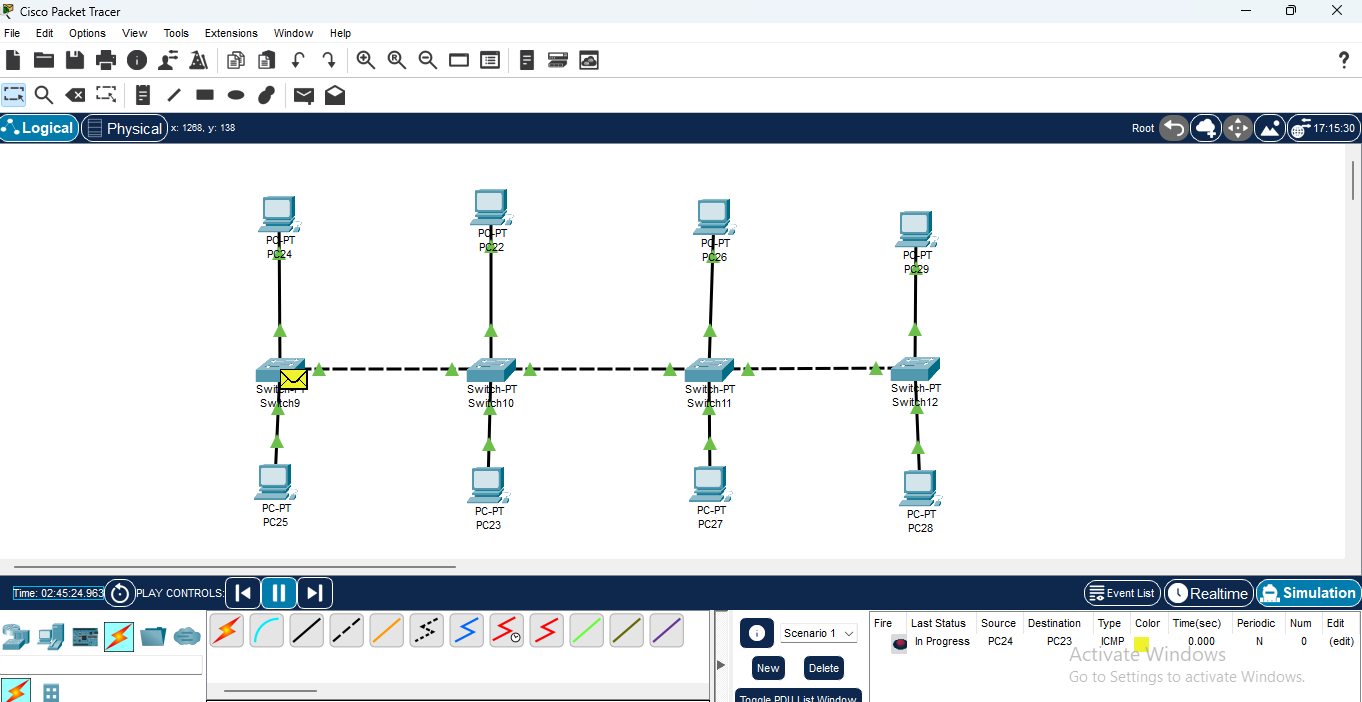 Cisco Packet Tracer
File Edit Options View Tools Extensions Window Help
?
Logical Physical x: 1268, y: 138 Root 17:15:30
PC-PT
PC24
PC-PT
PC22
PC-PT
PC26
PC-PT
PC29
Switch-PT
Switch9
Switch-PT
Switch10
Switch-PT
Switch11
Switch-PT
Switch12
PC-PT
PC25
PC-PT
PC23
PC-PT
PC27
PC-PT
PC28
Time: 02:45:24.963 PLAY CONTROLS: Event List Realtime Simulation
Scenario 1
New Delete
Toggle PDU List Window
Fire Last Status Source Destination Type Color Time(sec) Periodic Num Edit
In Progress PC24 PC23 ICMP 0.000 N 0 (edit)
Activate Windows
Go to Settings to activate Windows.